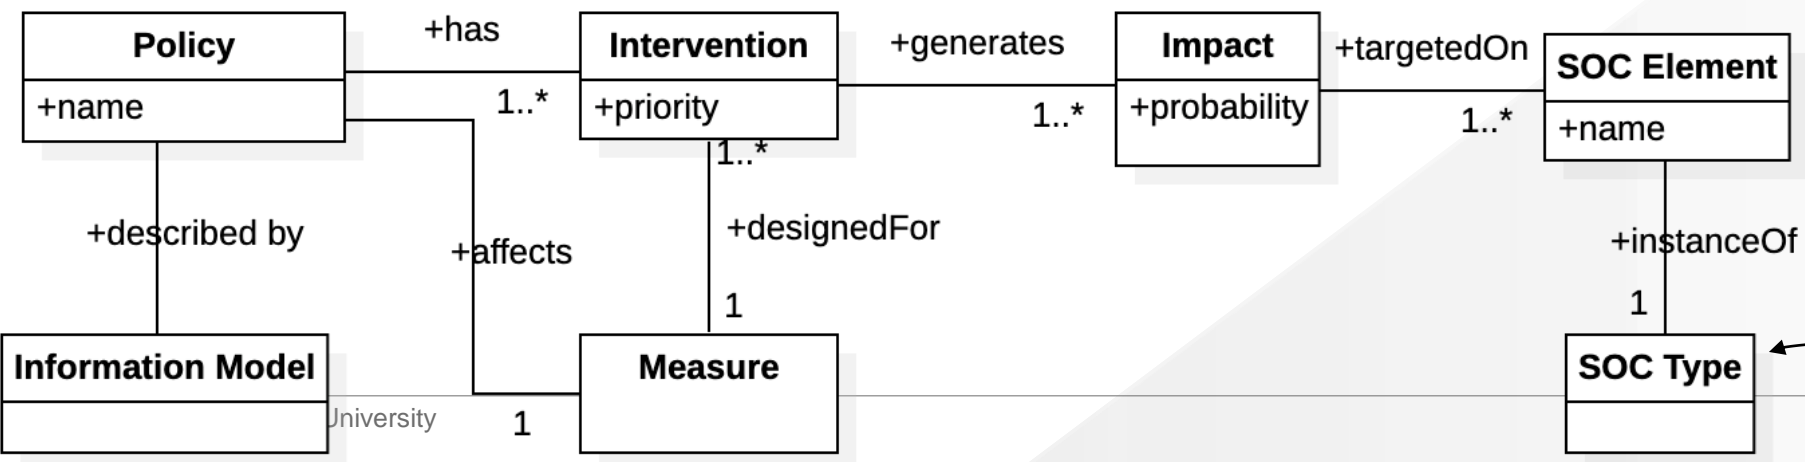 Policy
+name
+has
1..*
Intervention
+priority
1..*
+generates
1..*
Impact
+probability
+targetedOn
1..*
SOC Element
+name
+described by
+affects
+designedFor
+instanceOf
1
1
Information Model
University
1
Measure
SOC Type